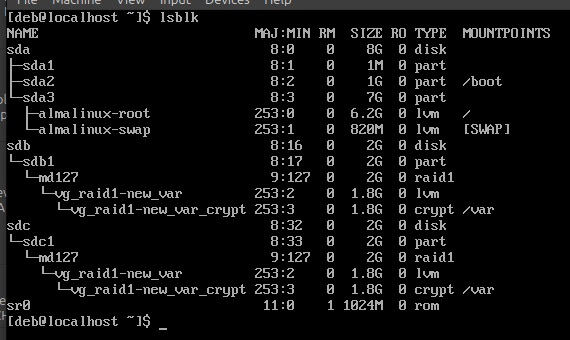 File Machine View Input Devices Help
[deb@localhost ~]$ lsblk
NAME                          MAJ:MIN RM  SIZE RO TYPE  MOUNTPOINTS
sda                             8:0    0    8G  0 disk
├─sda1                          8:1    0    1M  0 part
├─sda2                          8:2    0    1G  0 part  /boot
└─sda3                          8:3    0    7G  0 part
  ├─almalinux-root            253:0    0  6.2G  0 lvm   /
  └─almalinux-swap            253:1    0  820M  0 lvm   [SWAP]
sdb                             8:16   0    2G  0 disk
└─sdb1                          8:17   0    2G  0 part
  └─md127                       9:127  0    2G  0 raid1
    └─vg_raid1-new_var        253:2    0  1.8G  0 lvm
      └─vg_raid1-new_var_crypt 253:3    0  1.8G  0 crypt /var
sdc                             8:32   0    2G  0 disk
└─sdc1                          8:33   0    2G  0 part
  └─md127                       9:127  0    2G  0 raid1
    └─vg_raid1-new_var        253:2    0  1.8G  0 lvm
      └─vg_raid1-new_var_crypt 253:3    0  1.8G  0 crypt /var
sr0                            11:0    1 1024M  0 rom
[deb@localhost ~]$ _